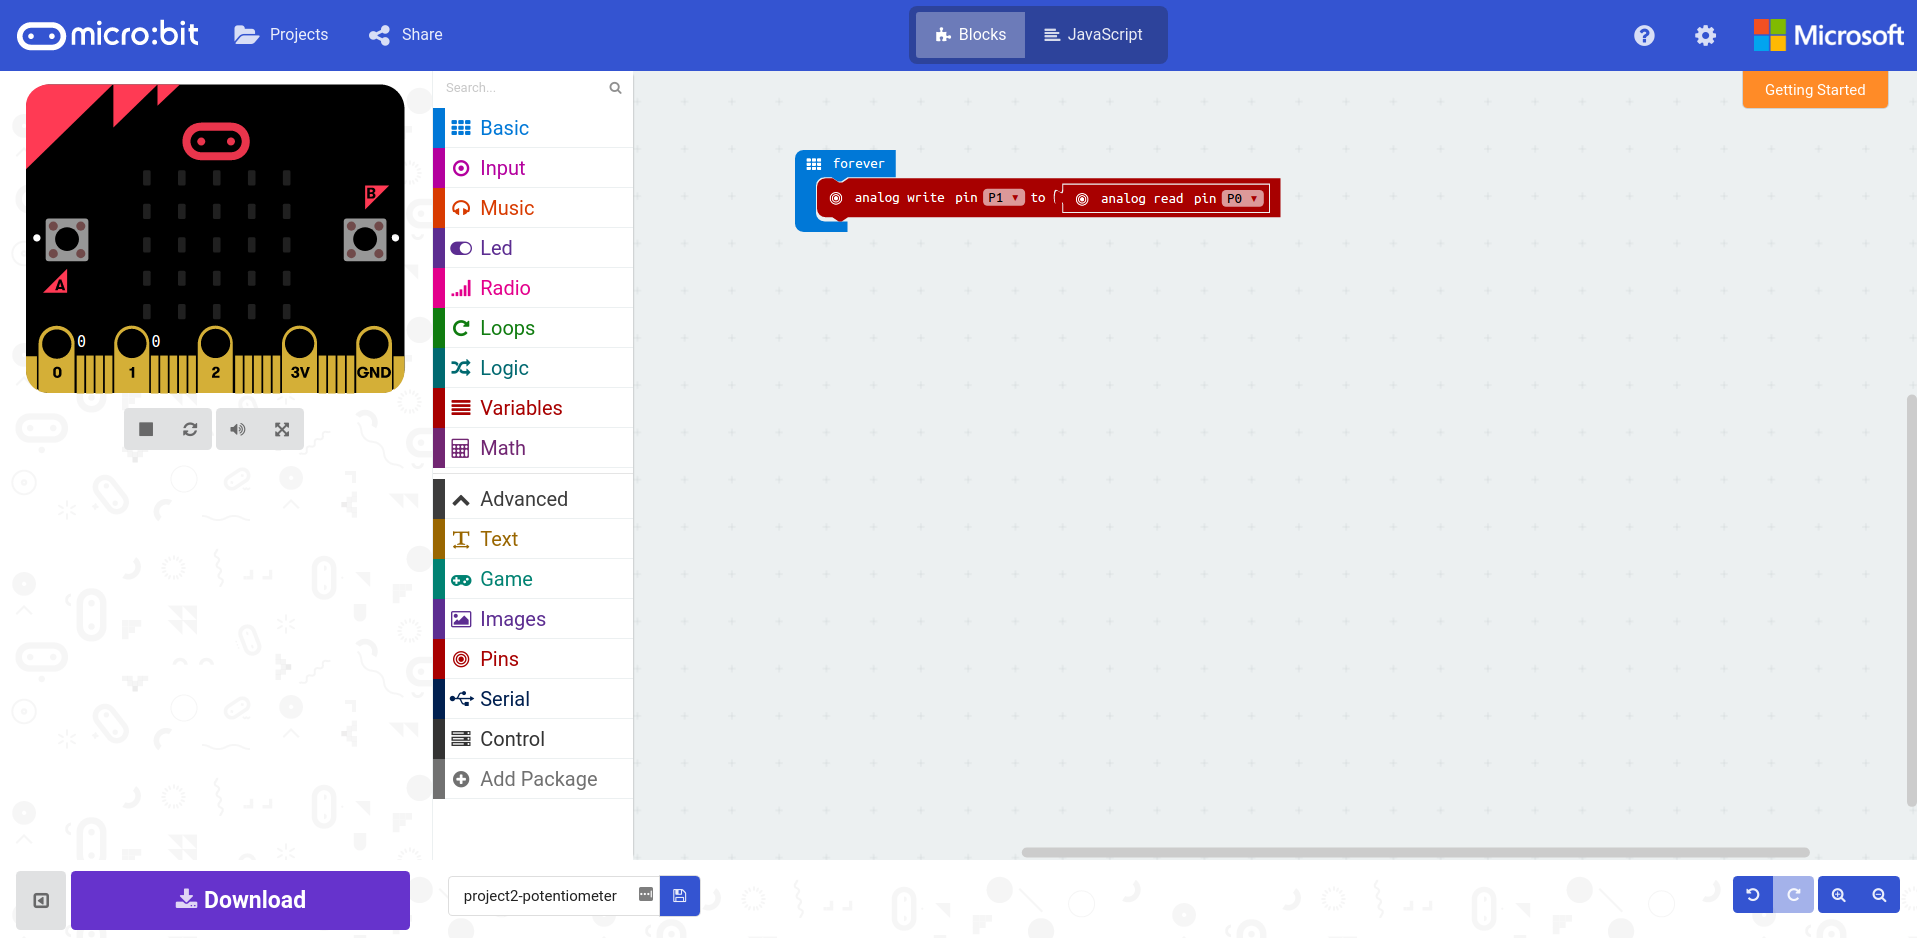 micro:bit
Projects
Share
Blocks
JavaScript
Microsoft
Getting Started
Search...
Basic
Input
Music
Led
Radio
Loops
Logic
Variables
Math
Advanced
Text
Game
Images
Pins
Serial
Control
Add Package
B
A
0 0
0 1 2 3V GND
forever
analog write pin P1 to analog read pin P0
Download
project2-potentiometer